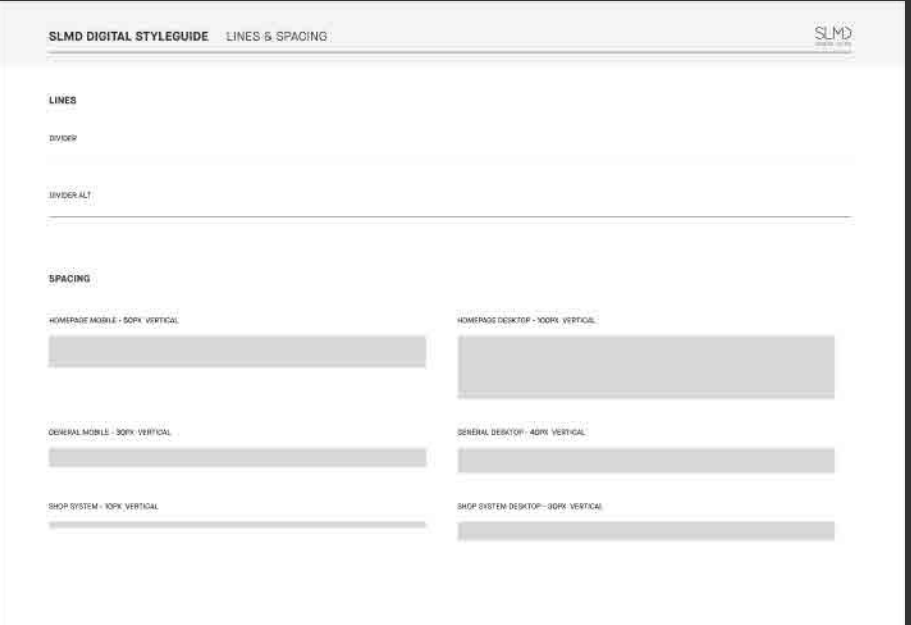 SLMD DIGITAL STYLEGUIDE LINES & SPACING
SLMD
LINES
DIVIDER
DIVIDER ALT
SPACING
HOMEPAGE MOBILE - 50PX VERTICAL
HOMEPAGE DESKTOP - 100PX VERTICAL
GENERAL MOBILE - 30PX VERTICAL
GENERAL DESKTOP - 40PX VERTICAL
SHOP SYSTEM - 10PX VERTICAL
SHOP SYSTEM DESKTOP - 30PX VERTICAL